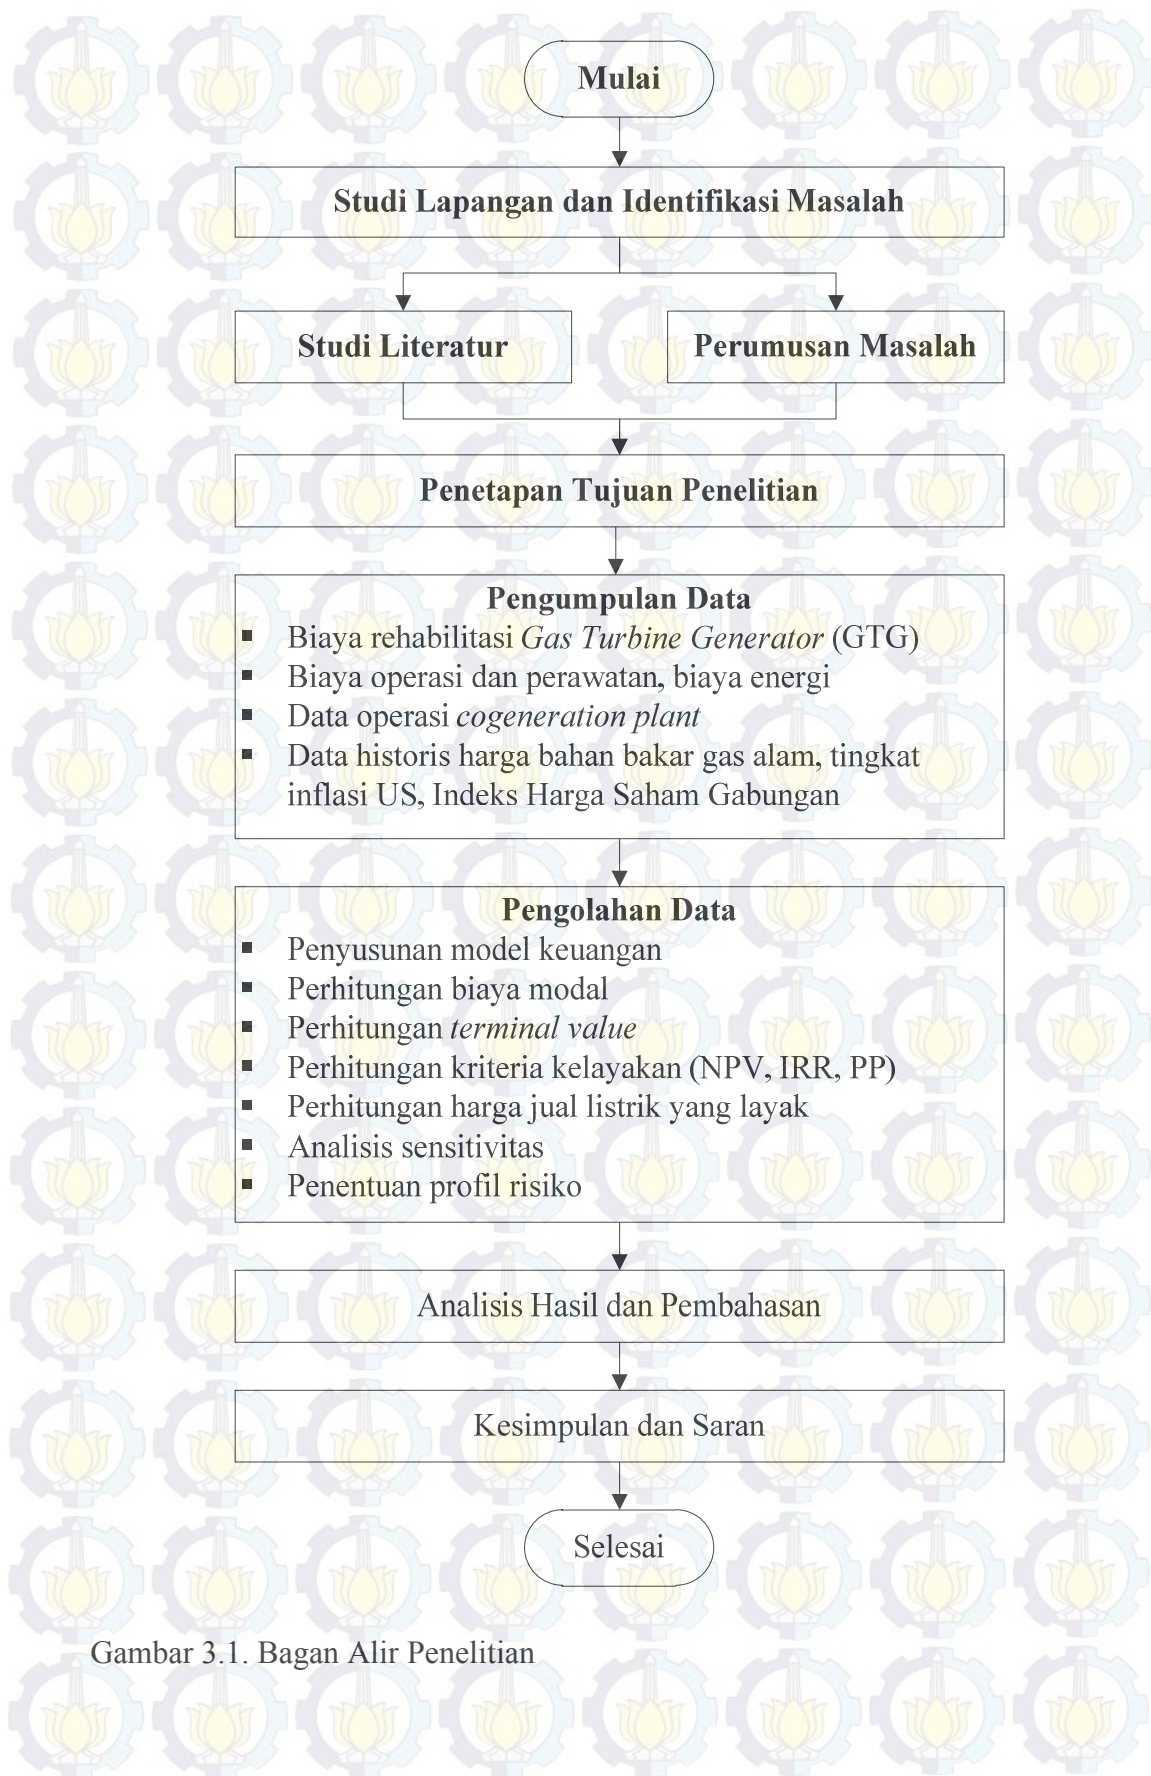 Mulai
Studi Lapangan dan Identifikasi Masalah
Studi Literatur
Perumusan Masalah
Penetapan Tujuan Penelitian
Pengumpulan Data
▪ Biaya rehabilitasi Gas Turbine Generator (GTG)
▪ Biaya operasi dan perawatan, biaya energi
▪ Data operasi cogeneration plant
▪ Data historis harga bahan bakar gas alam, tingkat
inflasi US, Indeks Harga Saham Gabungan
Pengolahan Data
▪ Penyusunan model keuangan
▪ Perhitungan biaya modal
▪ Perhitungan terminal value
▪ Perhitungan kriteria kelayakan (NPV, IRR, PP)
▪ Perhitungan harga jual listrik yang layak
▪ Analisis sensitivitas
▪ Penentuan profil risiko
Analisis Hasil dan Pembahasan
Kesimpulan dan Saran
Selesai
Gambar 3.1. Bagan Alir Penelitian